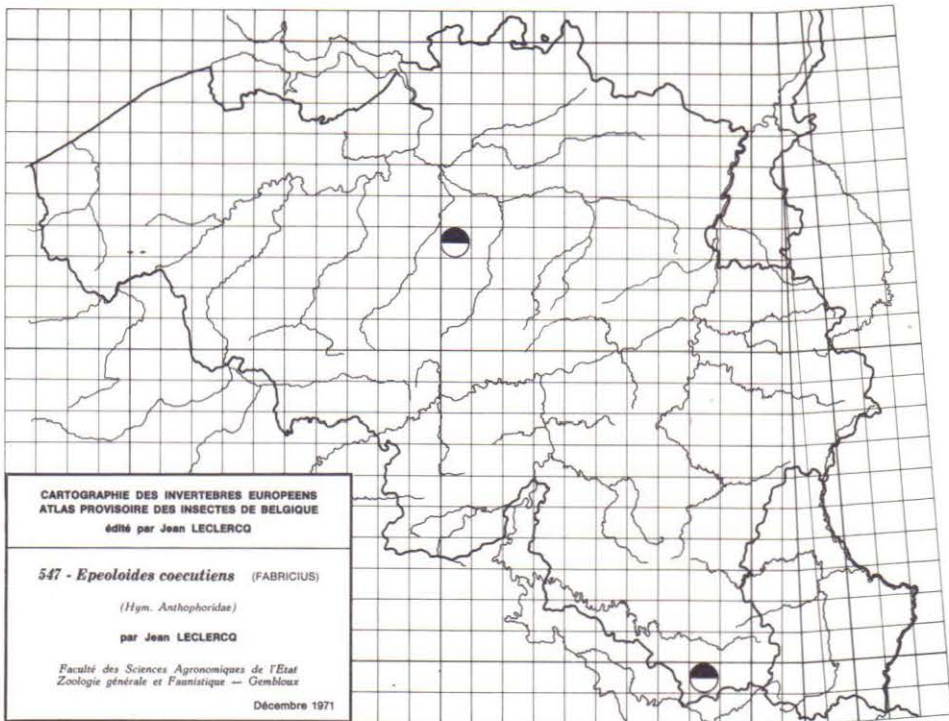 CARTOGRAPHIE DES INVERTEBRES EUROPEENS
ATLAS PROVISOIRE DES INSECTES DE BELGIQUE
édité par Jean LECLERCQ
547 - Epeoloides coecutiens (FABRICIUS)
(Hym. Anthophoridae)
par Jean LECLERCQ
Faculté des Sciences Agronomiques de l'Etat
Zoologie générale et Faunistique — Gembloux
Décembre 1971